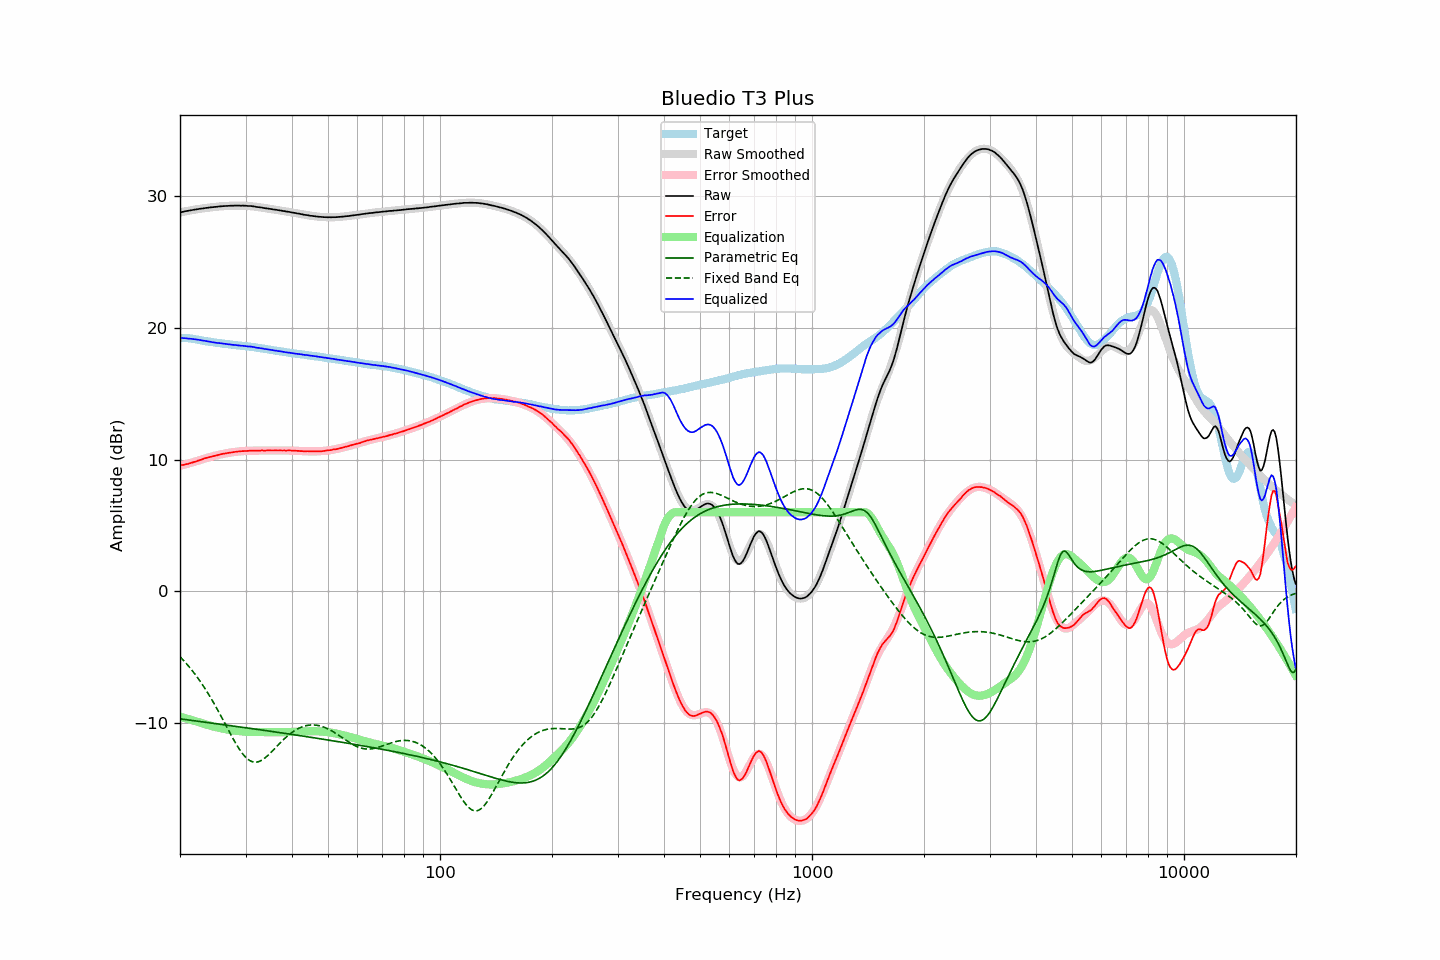 Bluedio T3 Plus
Target
Raw Smoothed
Error Smoothed
Raw
Error
Equalization
Parametric Eq
Fixed Band Eq
Equalized
Amplitude (dBr)
30
20
10
0
−10
100
1000
10000
Frequency (Hz)